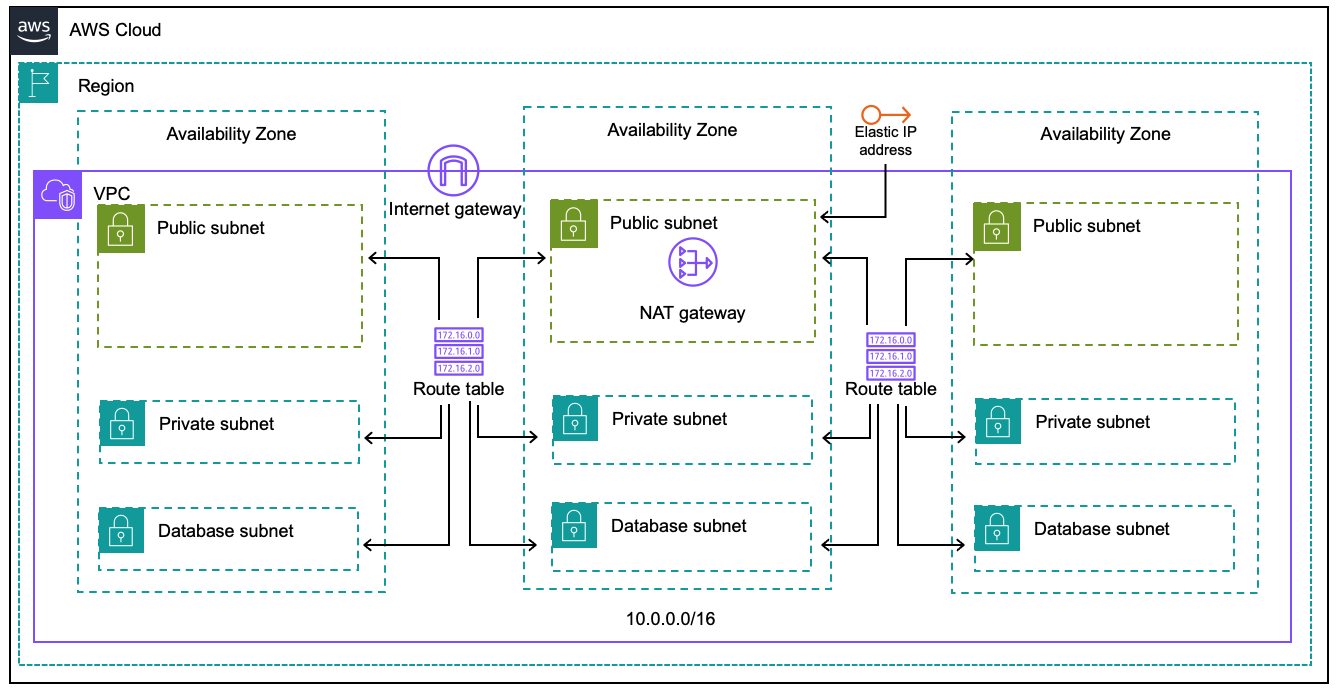 aws
AWS Cloud
Region
Availability Zone
Availability Zone
Elastic IP
address
Availability Zone
VPC
Internet gateway
Public subnet
Public subnet
Public subnet
NAT gateway
172.16.0.0
172.16.1.0
172.16.2.0
Route table
172.16.0.0
172.16.1.0
172.16.2.0
Route table
Private subnet
Private subnet
Private subnet
Database subnet
Database subnet
Database subnet
10.0.0.0/16